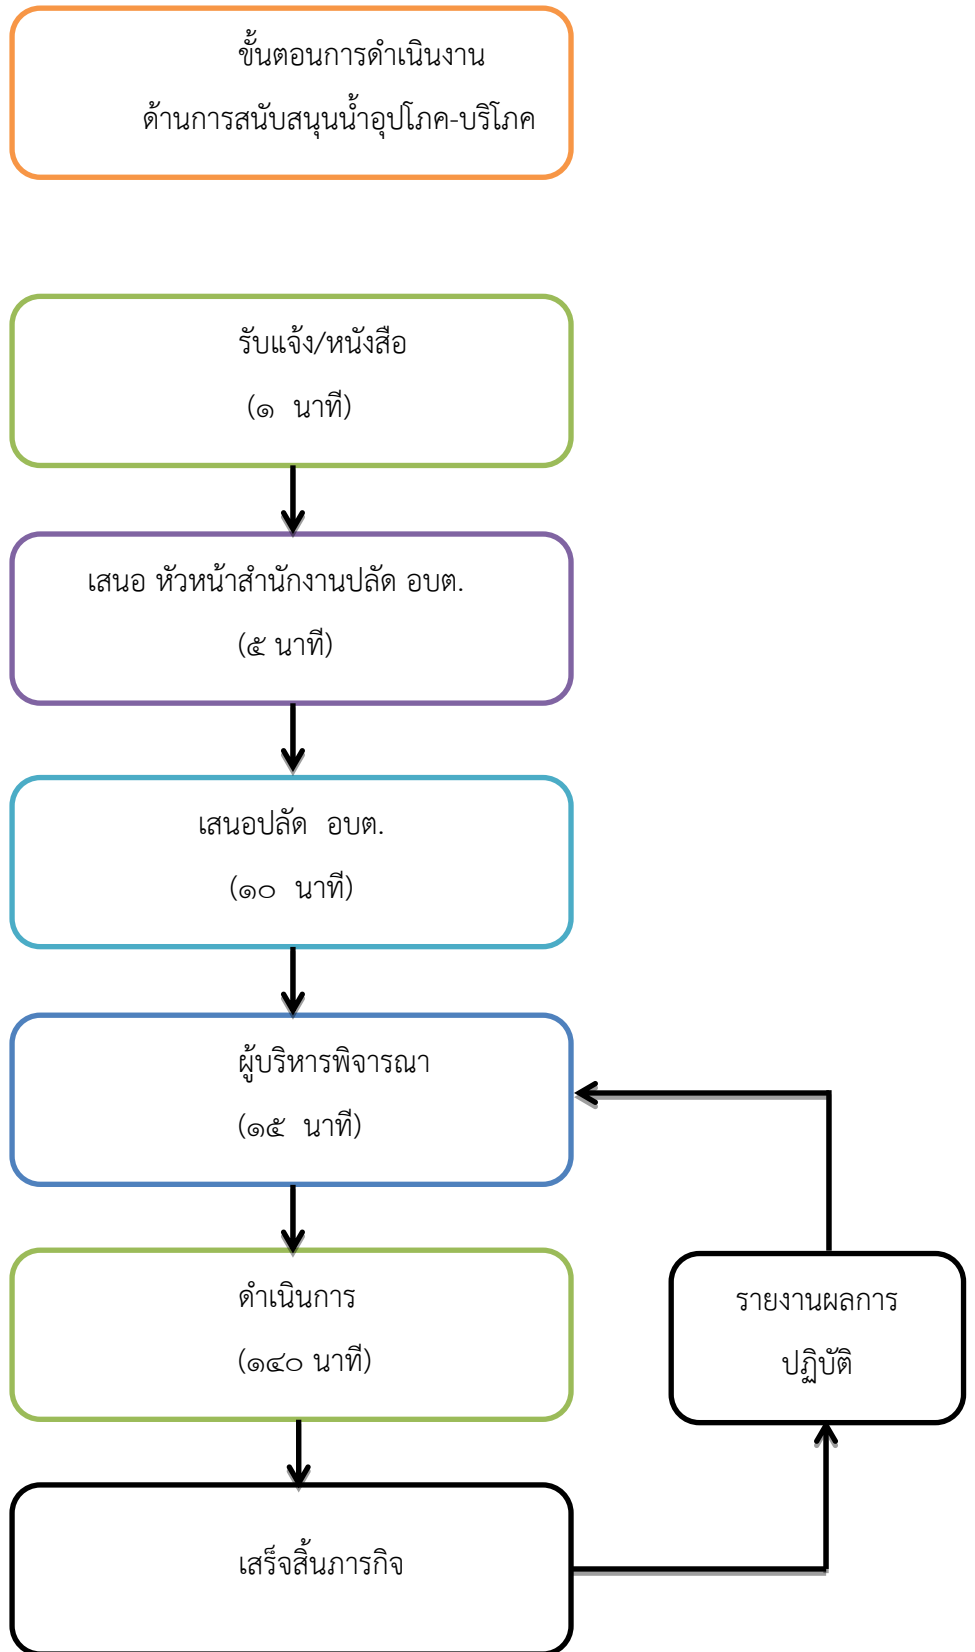 ขั้นตอนการดำเนินงาน
ด้านการสนับสนุนน้ำอุปโภค-บริโภค
รับแจ้ง/หนังสือ
(๑ นาที)
เสนอ หัวหน้าสำนักงานปลัด อบต.
(๕ นาที)
เสนอปลัด อบต.
(๑๐ นาที)
ผู้บริหารพิจารณา
(๑๕ นาที)
ดำเนินการ
(๑๔๐ นาที)
รายงานผลการ
ปฏิบัติ
เสร็จสิ้นภารกิจ